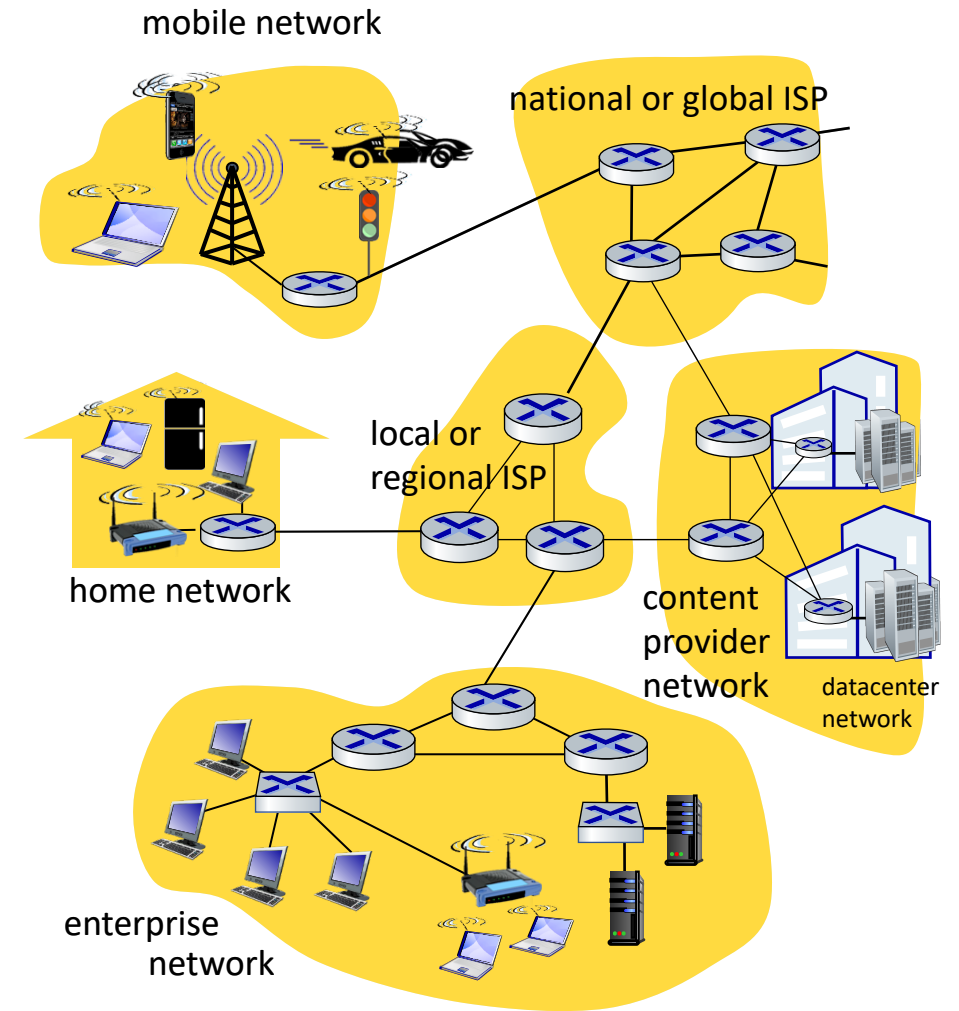 mobile network
national or global ISP
local or
regional ISP
home network
content
provider
network
datacenter
network
enterprise
network